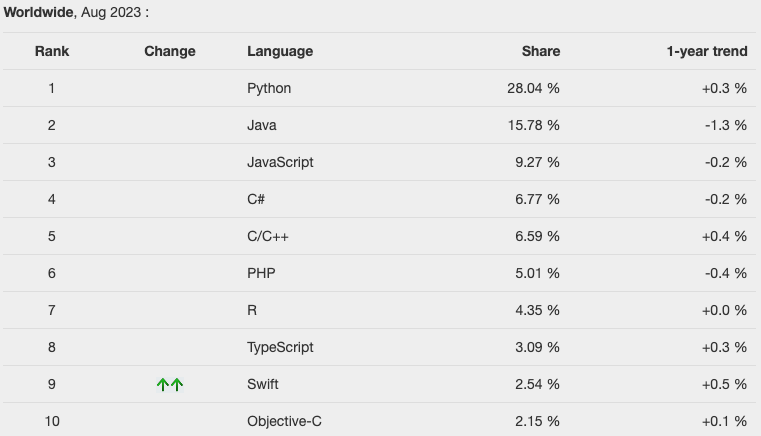 Worldwide, Aug 2023 :
Rank Change Language Share 1-year trend
1 Python 28.04 % +0.3 %
2 Java 15.78 % -1.3 %
3 JavaScript 9.27 % -0.2 %
4 C# 6.77 % -0.2 %
5 C/C++ 6.59 % +0.4 %
6 PHP 5.01 % -0.4 %
7 R 4.35 % +0.0 %
8 TypeScript 3.09 % +0.3 %
9 ↑↑ Swift 2.54 % +0.5 %
10 Objective-C 2.15 % +0.1 %